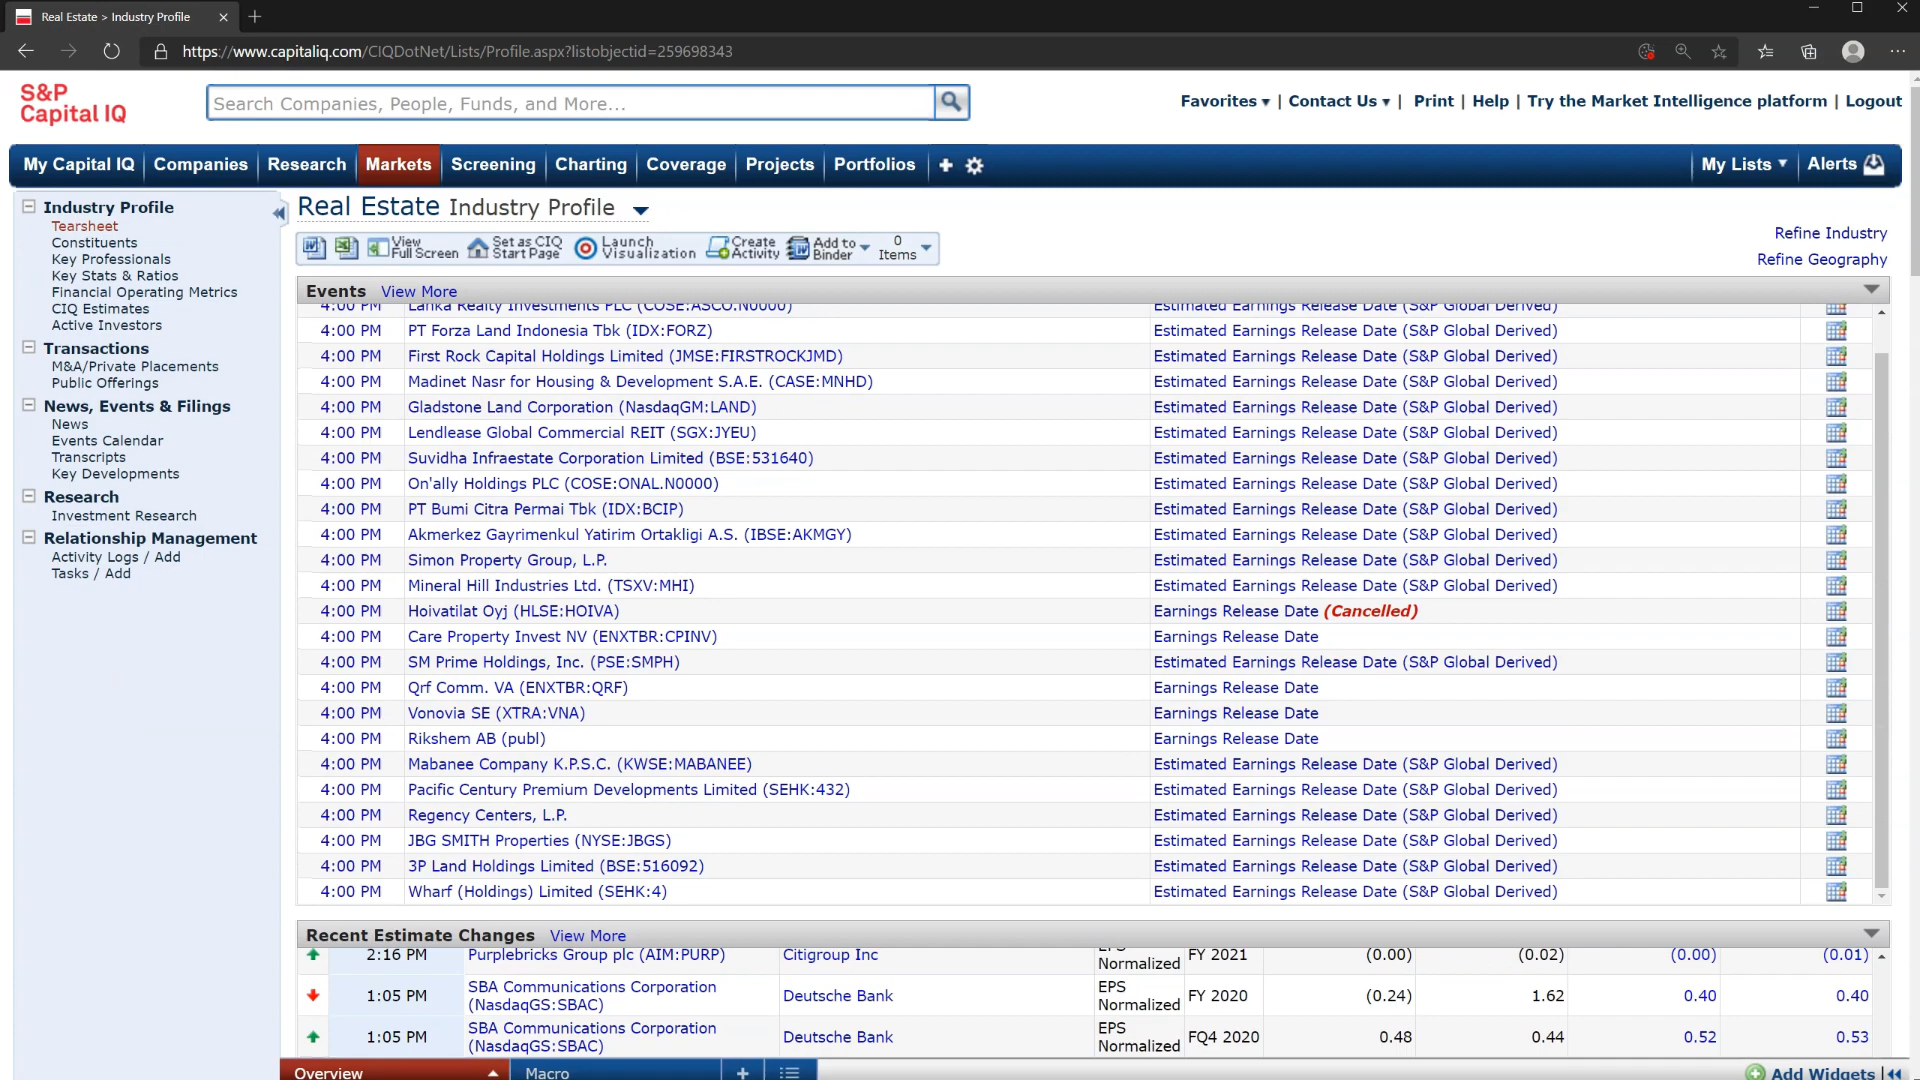 Real Estate > Industry Profile
https://www.capitaliq.com/CIQDotNet/Lists/Profile.aspx?listobjectid=259698343
S&P
Capital IQ
Search Companies, People, Funds, and More...
Favorites ▾ | Contact Us ▾ | Print | Help | Try the Market Intelligence platform | Logout
My Capital IQ Companies Research Markets Screening Charting Coverage Projects Portfolios My Lists Alerts
Industry Profile
Tearsheet
Constituents
Key Professionals
Key Stats & Ratios
Financial Operating Metrics
CIQ Estimates
Active Investors
Transactions
M&A/Private Placements
Public Offerings
News, Events & Filings
News
Events Calendar
Transcripts
Key Developments
Research
Investment Research
Relationship Management
Activity Logs / Add
Tasks / Add
Real Estate Industry Profile
View Full Screen Set as CIQ Start Page Launch Visualization Create Activity Add to Binder 0 Items
Refine Industry
Refine Geography
Events View More
4:00 PM Lanka Realty Investments PLC (COSE:ASCO.N0000) Estimated Earnings Release Date (S&P Global Derived)
4:00 PM PT Forza Land Indonesia Tbk (IDX:FORZ) Estimated Earnings Release Date (S&P Global Derived)
4:00 PM First Rock Capital Holdings Limited (JMSE:FIRSTROCKJMD) Estimated Earnings Release Date (S&P Global Derived)
4:00 PM Madinet Nasr for Housing & Development S.A.E. (CASE:MNHD) Estimated Earnings Release Date (S&P Global Derived)
4:00 PM Gladstone Land Corporation (NasdaqGM:LAND) Estimated Earnings Release Date (S&P Global Derived)
4:00 PM Lendlease Global Commercial REIT (SGX:JYEU) Estimated Earnings Release Date (S&P Global Derived)
4:00 PM Suvidha Infraestate Corporation Limited (BSE:531640) Estimated Earnings Release Date (S&P Global Derived)
4:00 PM On'ally Holdings PLC (COSE:ONAL.N0000) Estimated Earnings Release Date (S&P Global Derived)
4:00 PM PT Bumi Citra Permai Tbk (IDX:BCIP) Estimated Earnings Release Date (S&P Global Derived)
4:00 PM Akmerkez Gayrimenkul Yatirim Ortakligi A.S. (IBSE:AKMGY) Estimated Earnings Release Date (S&P Global Derived)
4:00 PM Simon Property Group, L.P. Estimated Earnings Release Date (S&P Global Derived)
4:00 PM Mineral Hill Industries Ltd. (TSXV:MHI) Estimated Earnings Release Date (S&P Global Derived)
4:00 PM Hoivatilat Oyj (HLSE:HOIVA) Earnings Release Date (Cancelled)
4:00 PM Care Property Invest NV (ENXTBR:CPINV) Earnings Release Date
4:00 PM SM Prime Holdings, Inc. (PSE:SMPH) Estimated Earnings Release Date (S&P Global Derived)
4:00 PM Qrf Comm. VA (ENXTBR:QRF) Earnings Release Date
4:00 PM Vonovia SE (XTRA:VNA) Earnings Release Date
4:00 PM Rikshem AB (publ) Earnings Release Date
4:00 PM Mabanee Company K.P.S.C. (KWSE:MABANEE) Estimated Earnings Release Date (S&P Global Derived)
4:00 PM Pacific Century Premium Developments Limited (SEHK:432) Estimated Earnings Release Date (S&P Global Derived)
4:00 PM Regency Centers, L.P. Estimated Earnings Release Date (S&P Global Derived)
4:00 PM JBG SMITH Properties (NYSE:JBGS) Estimated Earnings Release Date (S&P Global Derived)
4:00 PM 3P Land Holdings Limited (BSE:516092) Estimated Earnings Release Date (S&P Global Derived)
4:00 PM Wharf (Holdings) Limited (SEHK:4) Estimated Earnings Release Date (S&P Global Derived)
Recent Estimate Changes View More
2:16 PM Purplebricks Group plc (AIM:PURP) Citigroup Inc EPS Normalized FY 2021 (0.00) (0.02) (0.00) (0.01)
1:05 PM SBA Communications Corporation (NasdaqGS:SBAC) Deutsche Bank EPS Normalized FY 2020 (0.24) 1.62 0.40 0.40
1:05 PM SBA Communications Corporation (NasdaqGS:SBAC) Deutsche Bank EPS Normalized FQ4 2020 0.48 0.44 0.52 0.53
Overview Macro Add Widgets